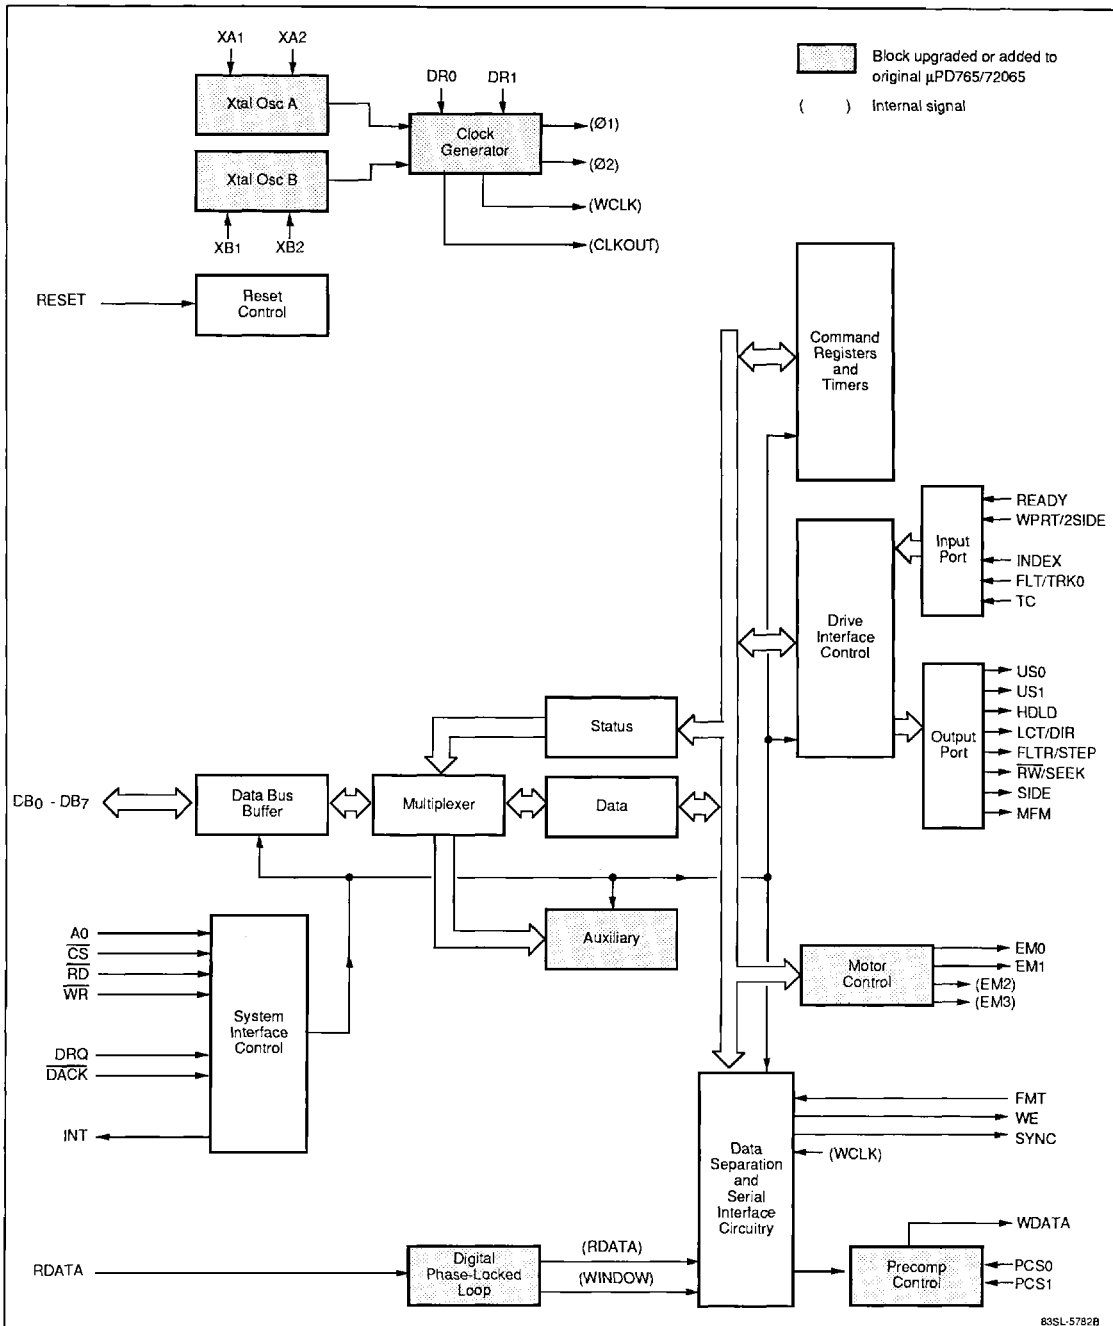 XA1
XA2
Xtal Osc A
Xtal Osc B
XB1
XB2
DR0
DR1
Clock
Generator
(Ø1)
(Ø2)
(WCLK)
(CLKOUT)
Block upgraded or added to
original µPD765/72065
( ) Internal signal
RESET
Reset
Control
Command
Registers
and
Timers
Input
Port
READY
WPRT/2SIDE
INDEX
FLT/TRK0
TC
Drive
Interface
Control
Output
Port
US0
US1
HDLD
LCT/DIR
FLTR/STEP
R̅W̅/SEEK
SIDE
MFM
Status
DB0 - DB7
Data Bus
Buffer
Multiplexer
Data
Auxiliary
A0
C̅S̅
R̅D̅
W̅R̅
DRQ
D̅A̅C̅K̅
INT
System
Interface
Control
Motor
Control
EM0
EM1
(EM2)
(EM3)
Data
Separation
and
Serial
Interface
Circuitry
FMT
WE
SYNC
(WCLK)
WDATA
RDATA
Digital
Phase-Locked
Loop
(RDATA)
(WINDOW)
Precomp
Control
PCS0
PCS1
83SL-5782B